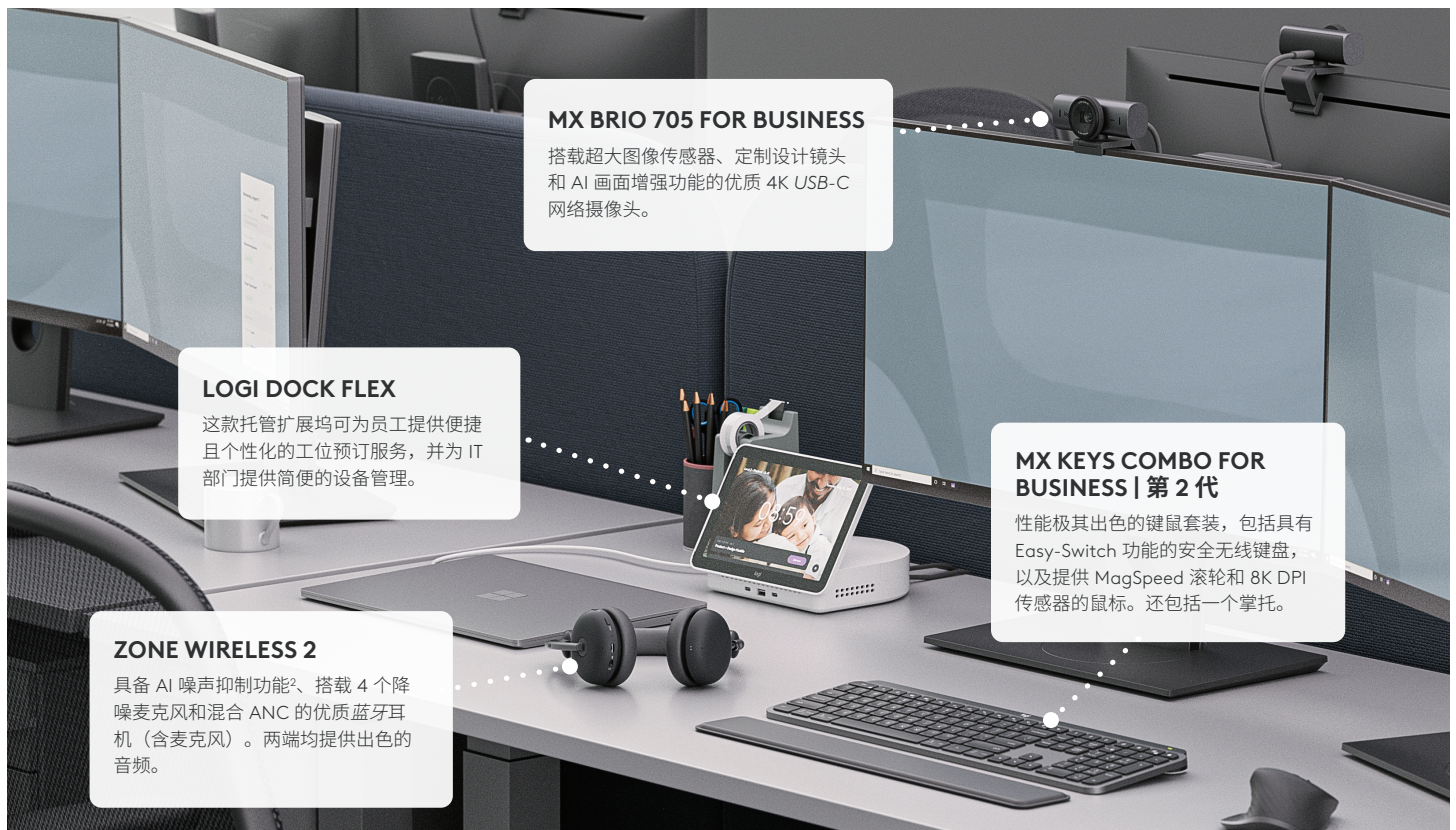 MX BRIO 705 FOR BUSINESS
搭载超大图像传感器、定制设计镜头
和 AI 画面增强功能的优质 4K USB-C
网络摄像头。
LOGI DOCK FLEX
这款托管扩展坞可为员工提供便捷
且个性化的工位预订服务，并为 IT
部门提供简便的设备管理。
08:50
MX KEYS COMBO FOR
BUSINESS | 第 2 代
性能极其出色的键鼠套装，包括具有
Easy-Switch 功能的安全无线键盘，
以及提供 MagSpeed 滚轮和 8K DPI
传感器的鼠标。还包括一个掌托。
ZONE WIRELESS 2
具备 AI 噪声抑制功能²、搭载 4 个降
噪麦克风和混合 ANC 的优质蓝牙耳
机（含麦克风）。两端均提供出色的
音频。